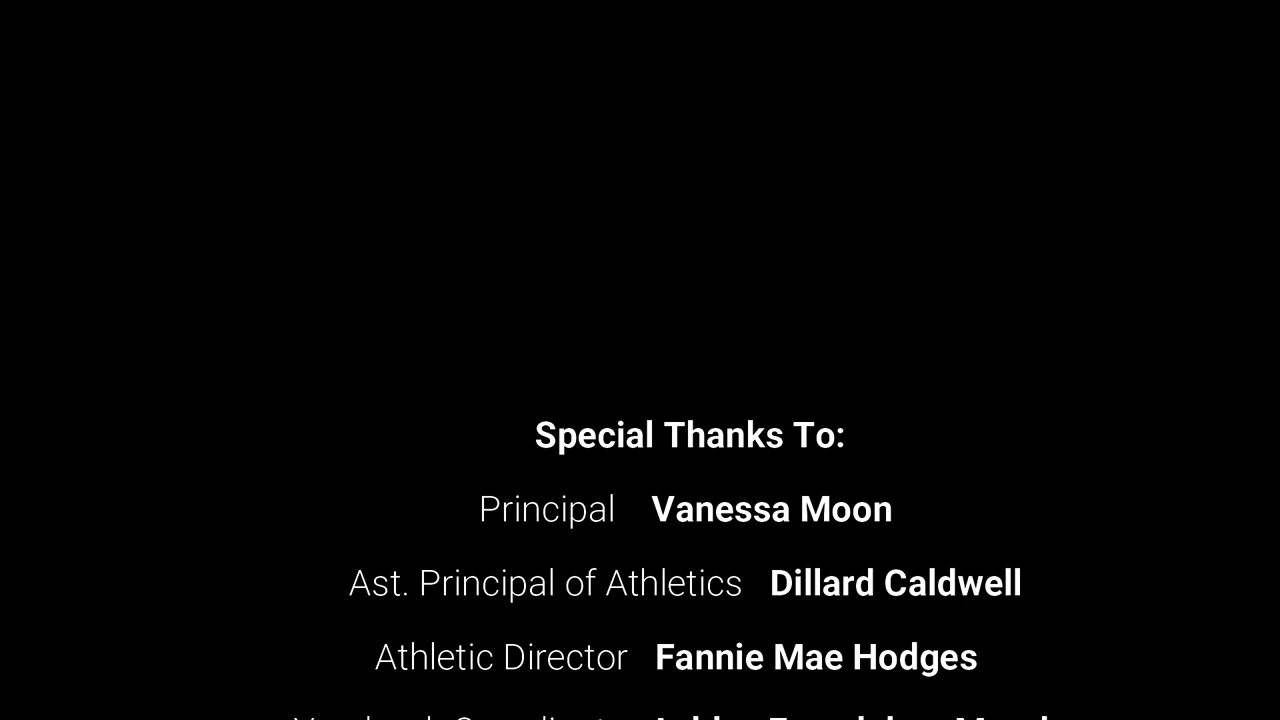 Special Thanks To:
Principal Vanessa Moon
Ast. Principal of Athletics Dillard Caldwell
Athletic Director Fannie Mae Hodges